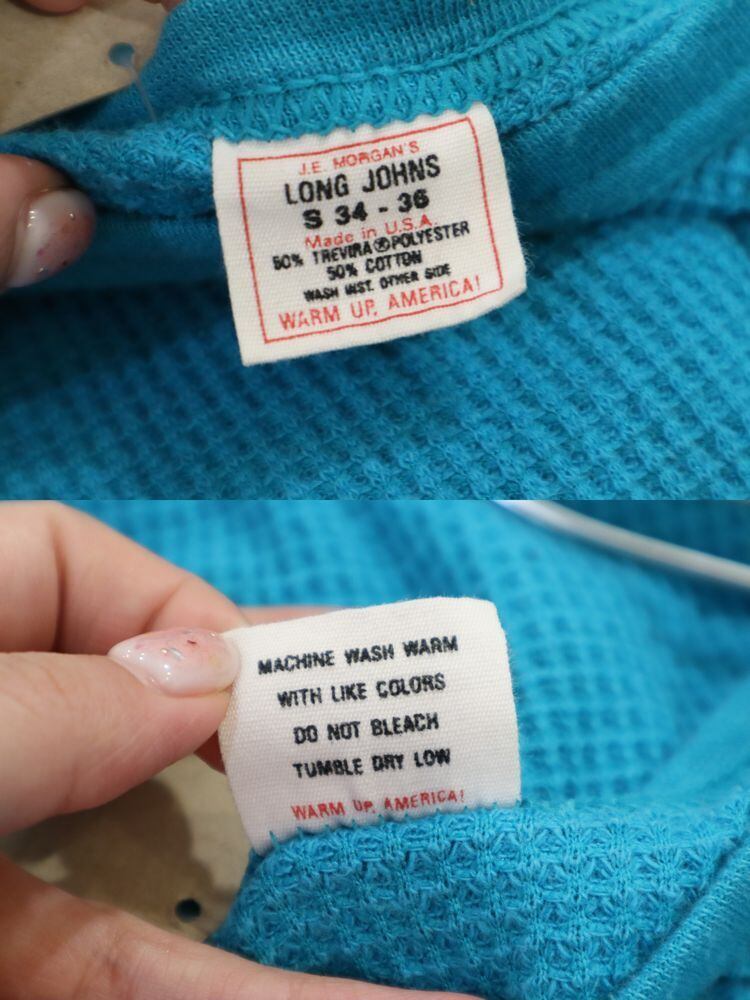 J.E. MORGAN'S
LONG JOHNS
S 34 - 36
Made in U.S.A.
50% TREVIRA®POLYESTER
50% COTTON
WASH INST. OTHER SIDE
WARM UP, AMERICA!
MACHINE WASH WARM
WITH LIKE COLORS
DO NOT BLEACH
TUMBLE DRY LOW
WARM UP, AMERICA!